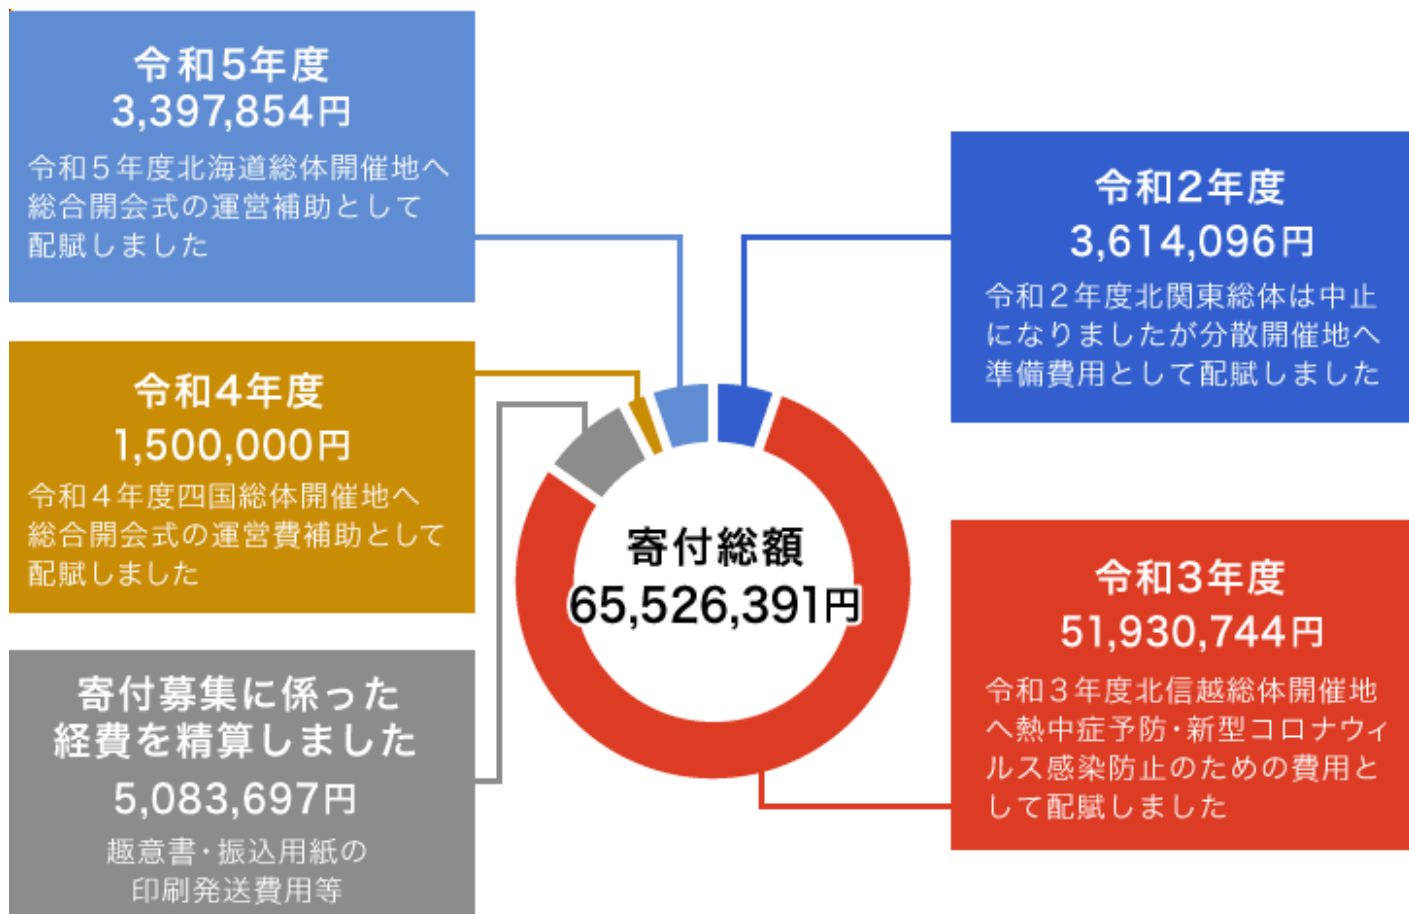 令和5年度
3,397,854円
令和５年度北海道総体開催地へ
総合開会式の運営補助として
配賦しました
令和2年度
3,614,096円
令和２年度北関東総体は中止
になりましたが分散開催地へ
準備費用として配賦しました
令和4年度
1,500,000円
令和４年度四国総体開催地へ
総合開会式の運営費補助として
配賦しました
寄付総額
65,526,391円
令和3年度
51,930,744円
令和３年度北信越総体開催地
へ熱中症予防・新型コロナウィ
ルス感染防止のための費用と
して配賦しました
寄付募集に係った
経費を精算しました
5,083,697円
趣意書・振込用紙の
印刷発送費用等